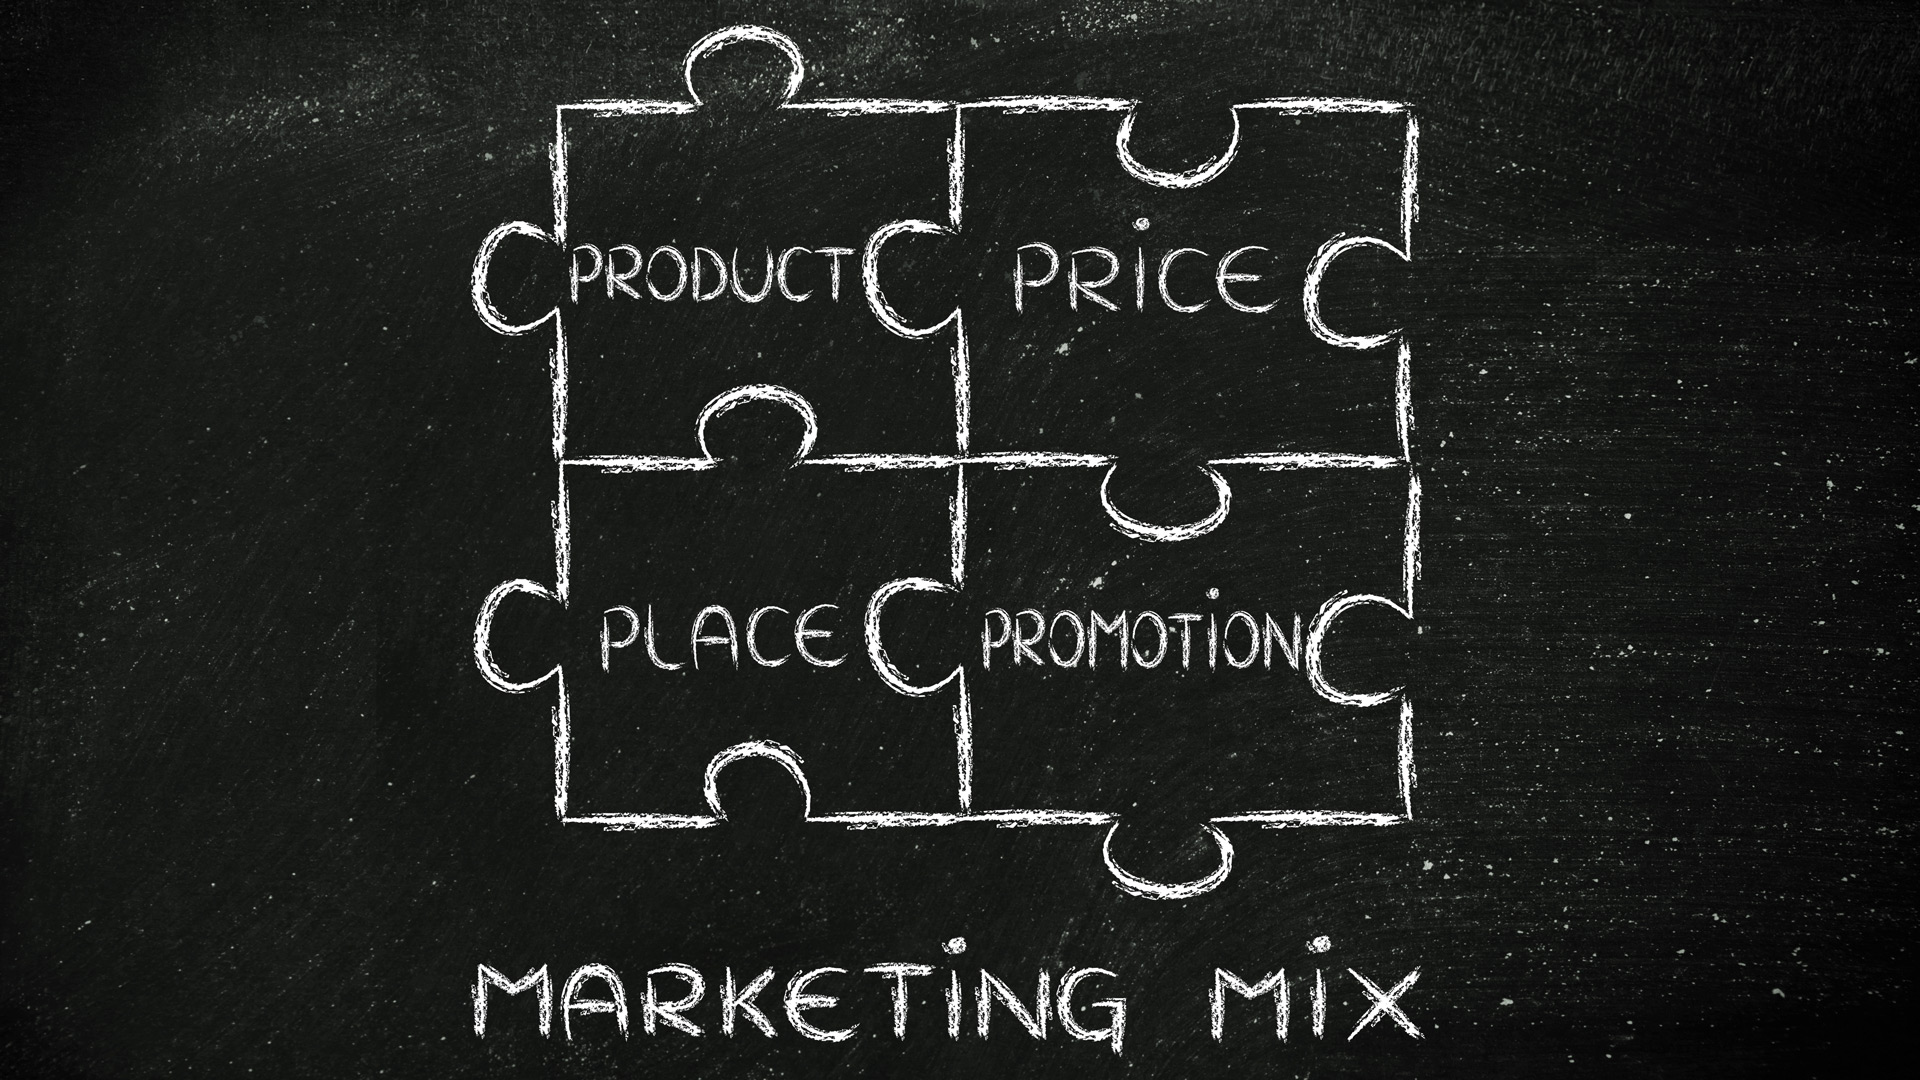 PRODUCT
PRiCE
PLACE
PROMOTiON
MARKETiNG MiX